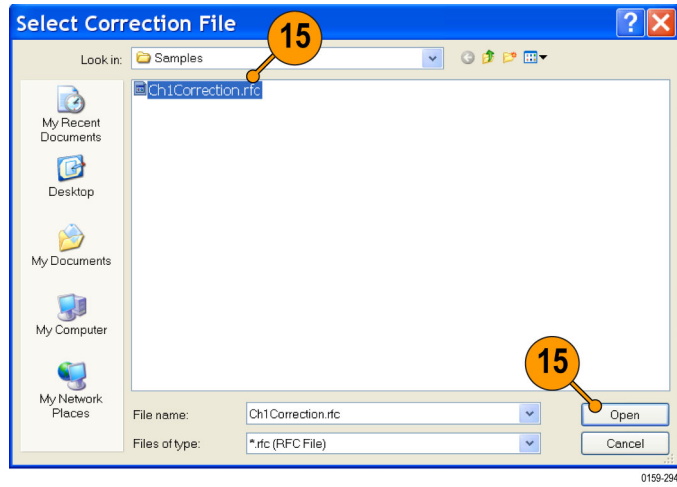 Select Correction File
15
Look in: Samples
Ch1Correction.rfc
My Recent
Documents
Desktop
My Documents
My Computer
My Network
Places
15
File name: Ch1Correction.rfc Open
Files of type: *.rfc (RFC File) Cancel
0159-294